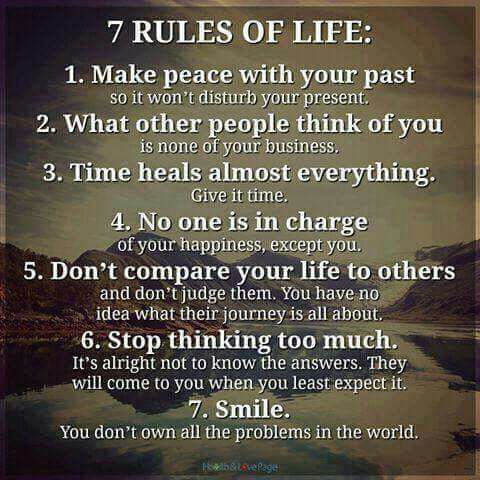 7 RULES OF LIFE:
1. Make peace with your past
so it won't disturb your present.
2. What other people think of you
is none of your business.
3. Time heals almost everything.
Give it time.
4. No one is in charge
of your happiness, except you.
5. Don't compare your life to others
and don't judge them. You have no
idea what their journey is all about.
6. Stop thinking too much.
It's alright not to know the answers. They
will come to you when you least expect it.
7. Smile.
You don't own all the problems in the world.
Health & Love Page